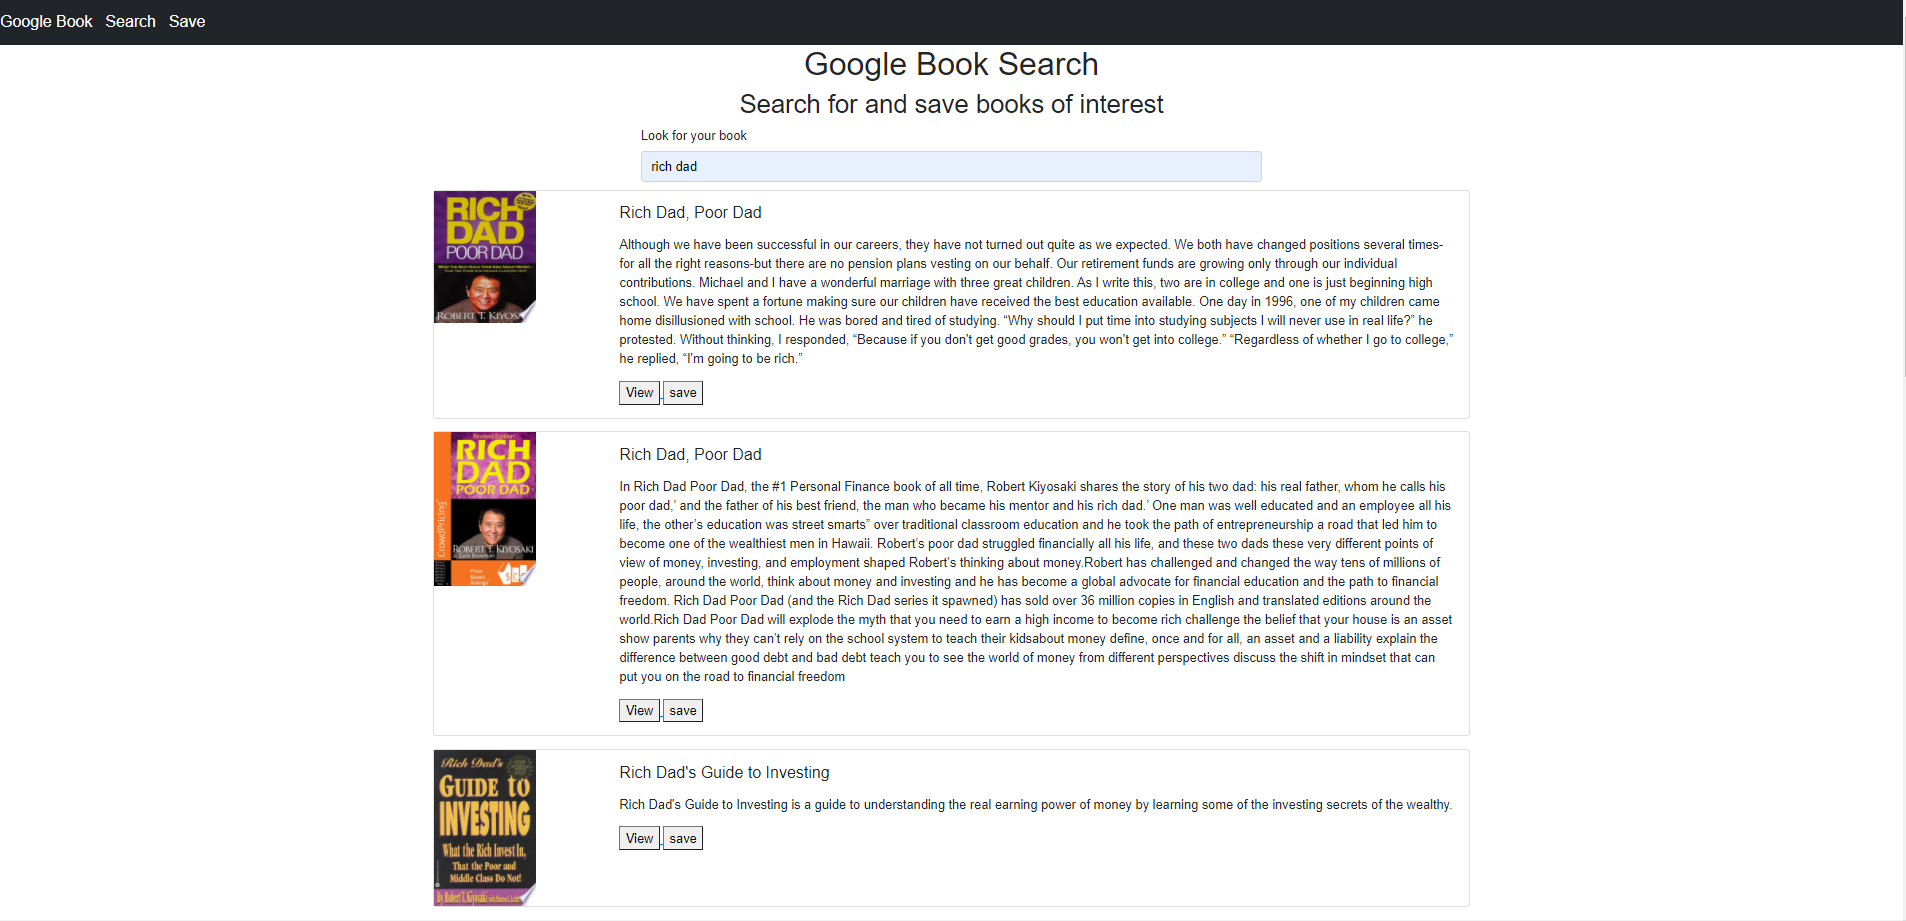 Google Book Search Save
Google Book Search
Search for and save books of interest
Look for your book
rich dad
RICH
DAD
POOR DAD
ROBERT T. KIYOS
Rich Dad, Poor Dad
Although we have been successful in our careers, they have not turned out quite as we expected. We both have changed positions several times-
for all the right reasons-but there are no pension plans vesting on our behalf. Our retirement funds are growing only through our individual
contributions. Michael and I have a wonderful marriage with three great children. As I write this, two are in college and one is just beginning high
school. We have spent a fortune making sure our children have received the best education available. One day in 1996, one of my children came
home disillusioned with school. He was bored and tired of studying. “Why should I put time into studying subjects I will never use in real life?” he
protested. Without thinking, I responded, “Because if you don't get good grades, you won't get into college.” “Regardless of whether I go to college,”
he replied, “I'm going to be rich.”
View save
Revised Edition
RICH
DAD
POOR DAD
CrowdPricing
ROBERT T. KIYOSAKI
Price
Based
Ratings
Rich Dad, Poor Dad
In Rich Dad Poor Dad, the #1 Personal Finance book of all time, Robert Kiyosaki shares the story of his two dad: his real father, whom he calls his
poor dad,’ and the father of his best friend, the man who became his mentor and his rich dad.’ One man was well educated and an employee all his
life, the other’s education was street smarts” over traditional classroom education and he took the path of entrepreneurship a road that led him to
become one of the wealthiest men in Hawaii. Robert’s poor dad struggled financially all his life, and these two dads these very different points of
view of money, investing, and employment shaped Robert’s thinking about money.Robert has challenged and changed the way tens of millions of
people, around the world, think about money and investing and he has become a global advocate for financial education and the path to financial
freedom. Rich Dad Poor Dad (and the Rich Dad series it spawned) has sold over 36 million copies in English and translated editions around the
world.Rich Dad Poor Dad will explode the myth that you need to earn a high income to become rich challenge the belief that your house is an asset
show parents why they can’t rely on the school system to teach their kidsabout money define, once and for all, an asset and a liability explain the
difference between good debt and bad debt teach you to see the world of money from different perspectives discuss the shift in mindset that can
put you on the road to financial freedom
View save
Rich Dad's
GUIDE TO
INVESTING
What the Rich Invest In,
That the Poor and
Middle Class Do Not!
By Robert T. Kiyosaki
Rich Dad's Guide to Investing
Rich Dad's Guide to Investing is a guide to understanding the real earning power of money by learning some of the investing secrets of the wealthy.
View save